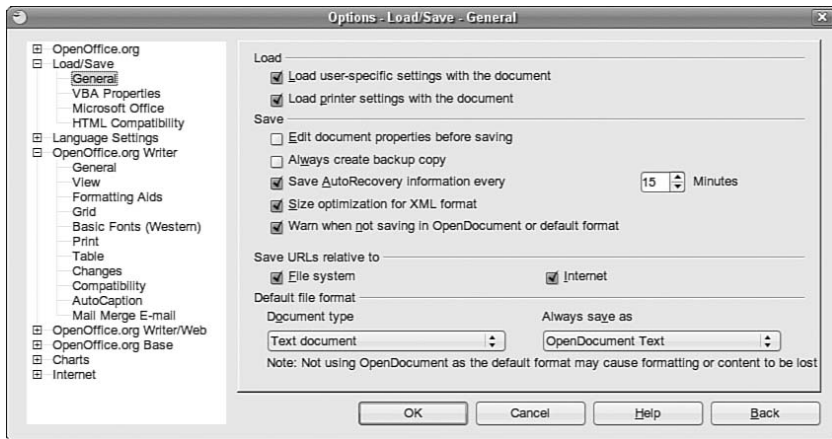 Options - Load/Save - General
OpenOffice.org
Load/Save
General
VBA Properties
Microsoft Office
HTML Compatibility
Language Settings
OpenOffice.org Writer
General
View
Formatting Aids
Grid
Basic Fonts (Western)
Print
Table
Changes
Compatibility
AutoCaption
Mail Merge E-mail
OpenOffice.org Writer/Web
OpenOffice.org Base
Charts
Internet
Load
Load user-specific settings with the document
Load printer settings with the document
Save
Edit document properties before saving
Always create backup copy
Save AutoRecovery information every 15 Minutes
Size optimization for XML format
Warn when not saving in OpenDocument or default format
Save URLs relative to
File system Internet
Default file format
Document type Always save as
Text document OpenDocument Text
Note: Not using OpenDocument as the default format may cause formatting or content to be lost
OK Cancel Help Back